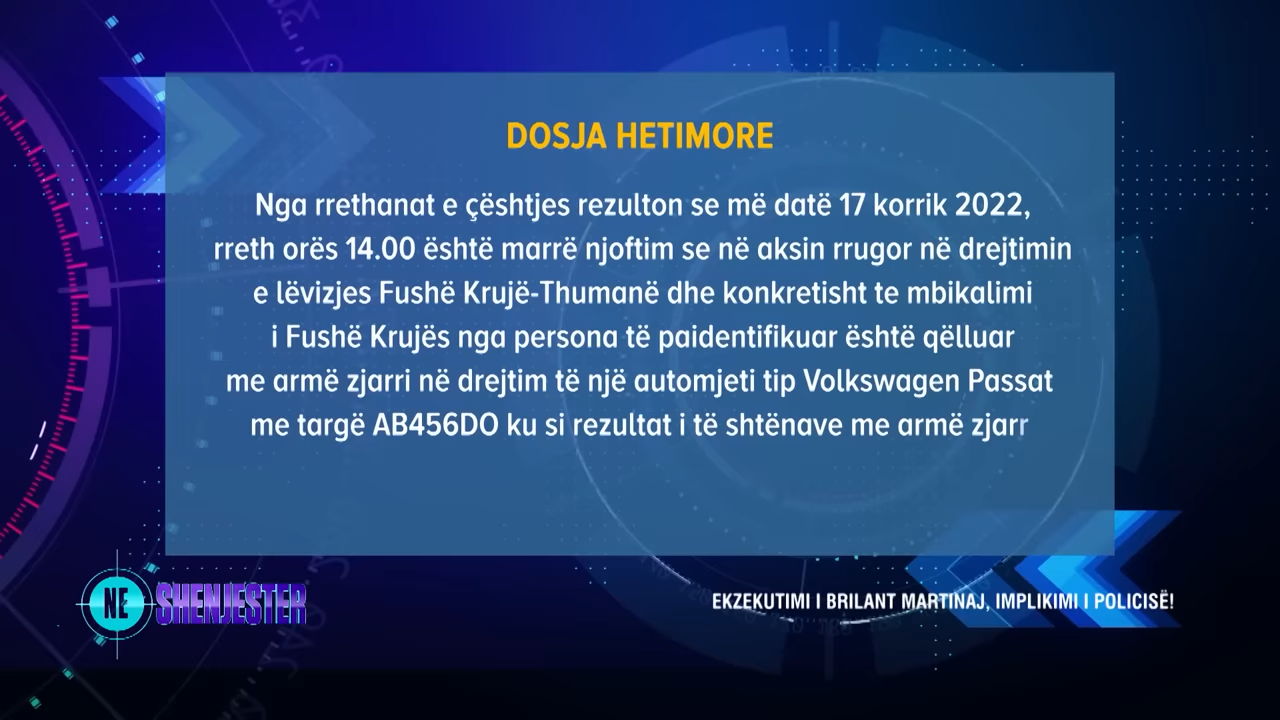 DOSJA HETIMORE
Nga rrethanat e çështjes rezulton se më datë 17 korrik 2022,
rreth orës 14.00 është marrë njoftim se në aksin rrugor në drejtimin
e lëvizjes Fushë Krujë-Thumanë dhe konkretisht te mbikalimi
i Fushë Krujës nga persona të paidentifikuar është qëlluar
me armë zjarri në drejtim të një automjeti tip Volkswagen Passat
me targë AB456DO ku si rezultat i të shtënave me armë zjarr
NË SHENJESTER
EKZEKUTIMI I BRILANT MARTINAJ, IMPLIKIMI I POLICISË!